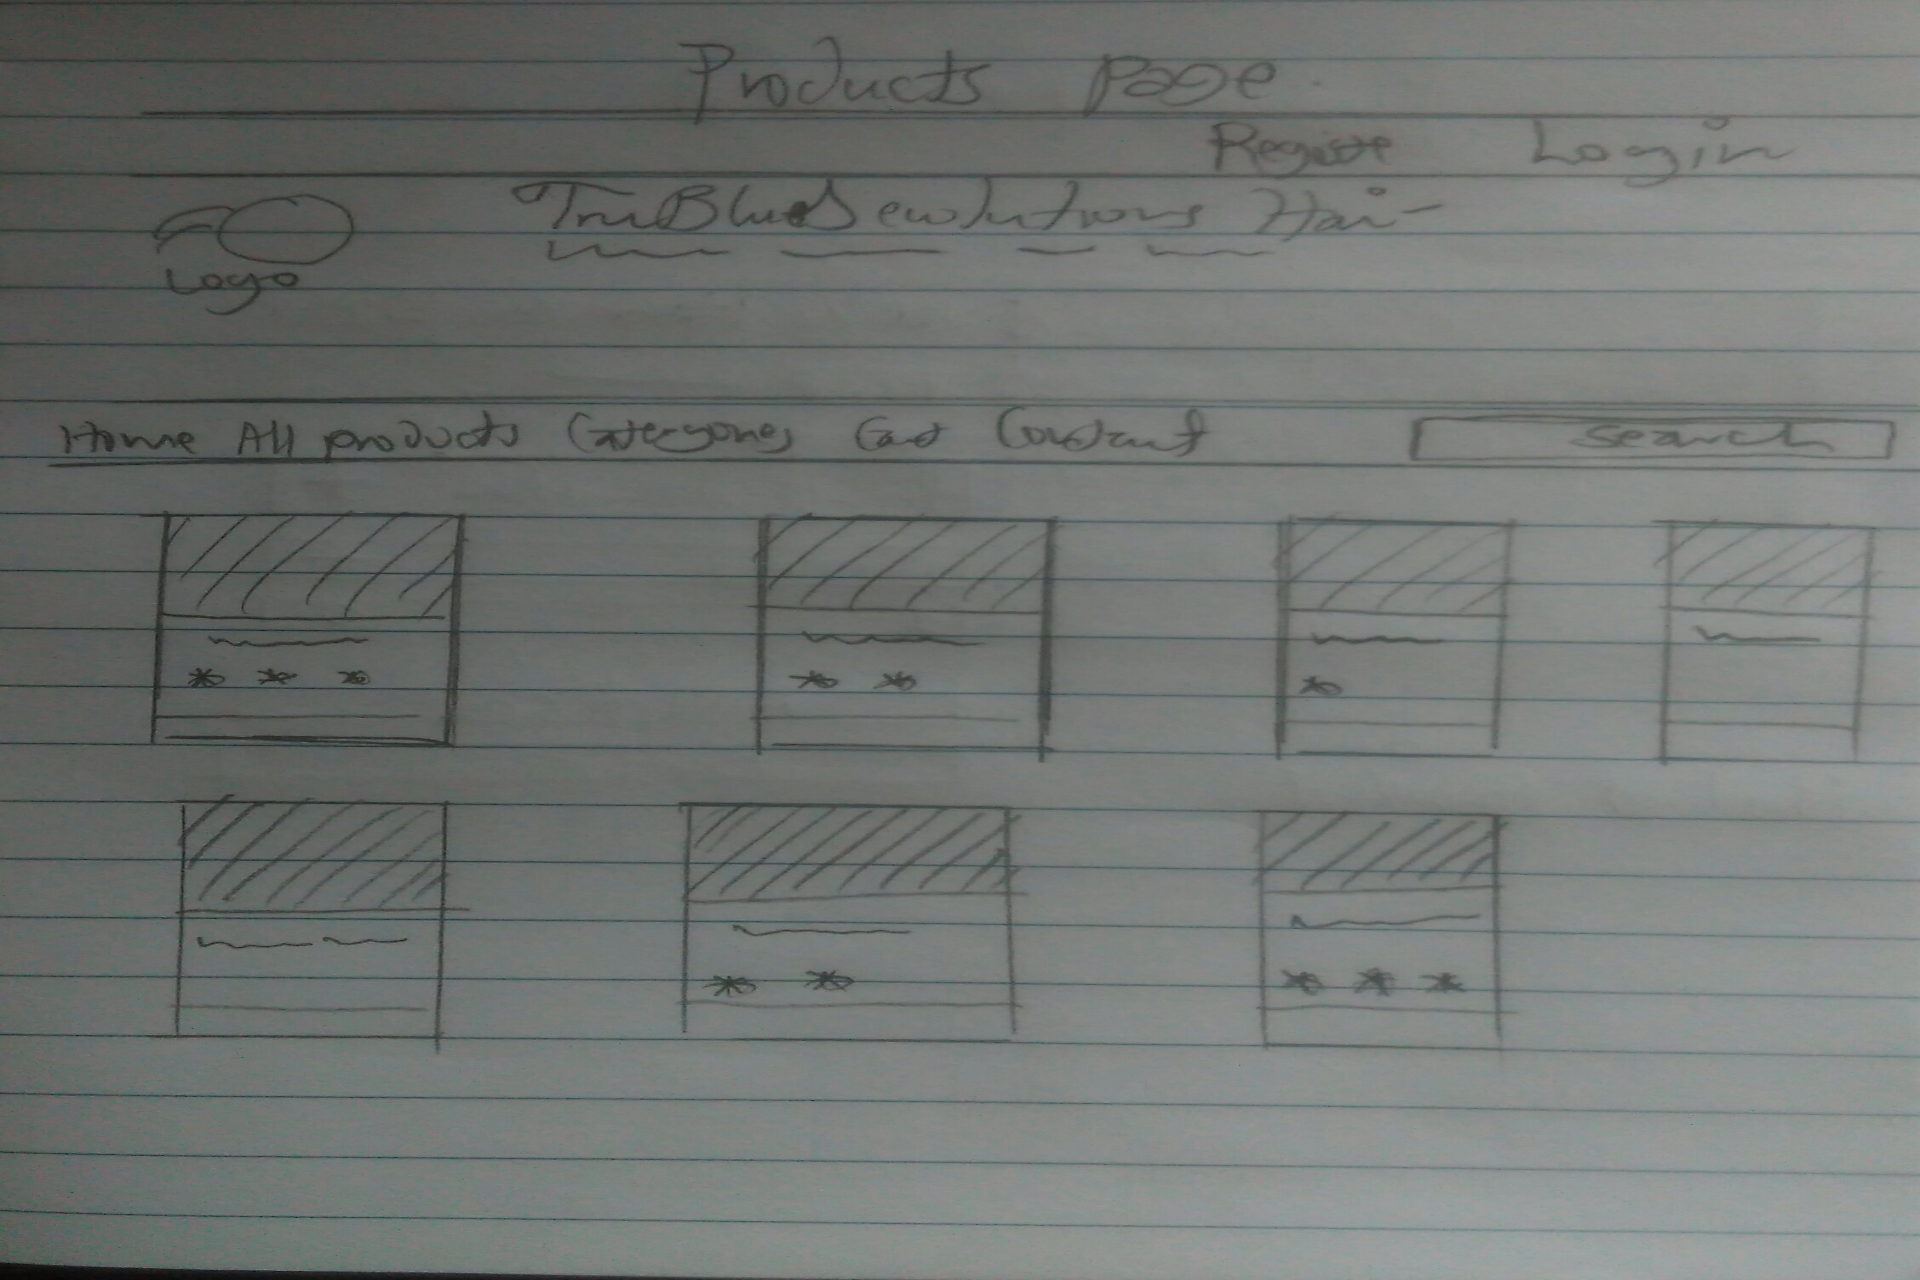 Products page
Register Login
TruBlue Sewlutions Hair
Logo
Home All products Categories Cart Contact
Search